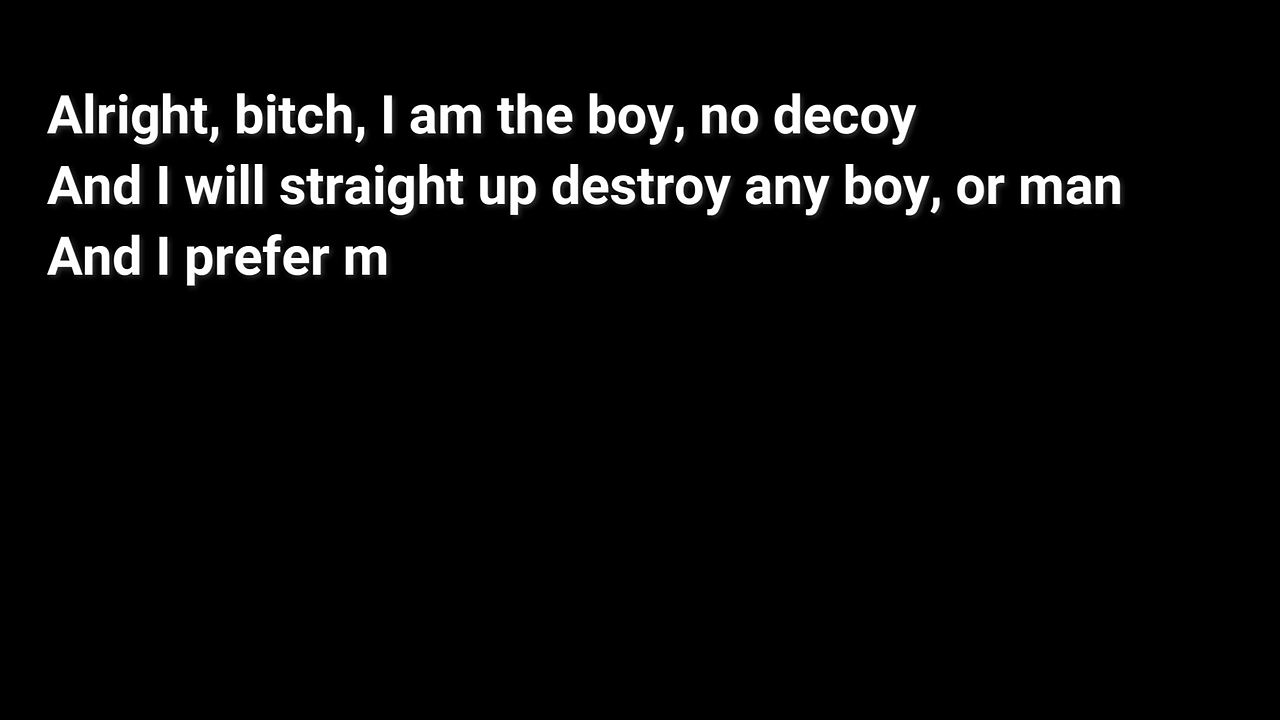 Alright, bitch, I am the boy, no decoy
And I will straight up destroy any boy, or man
And I prefer m